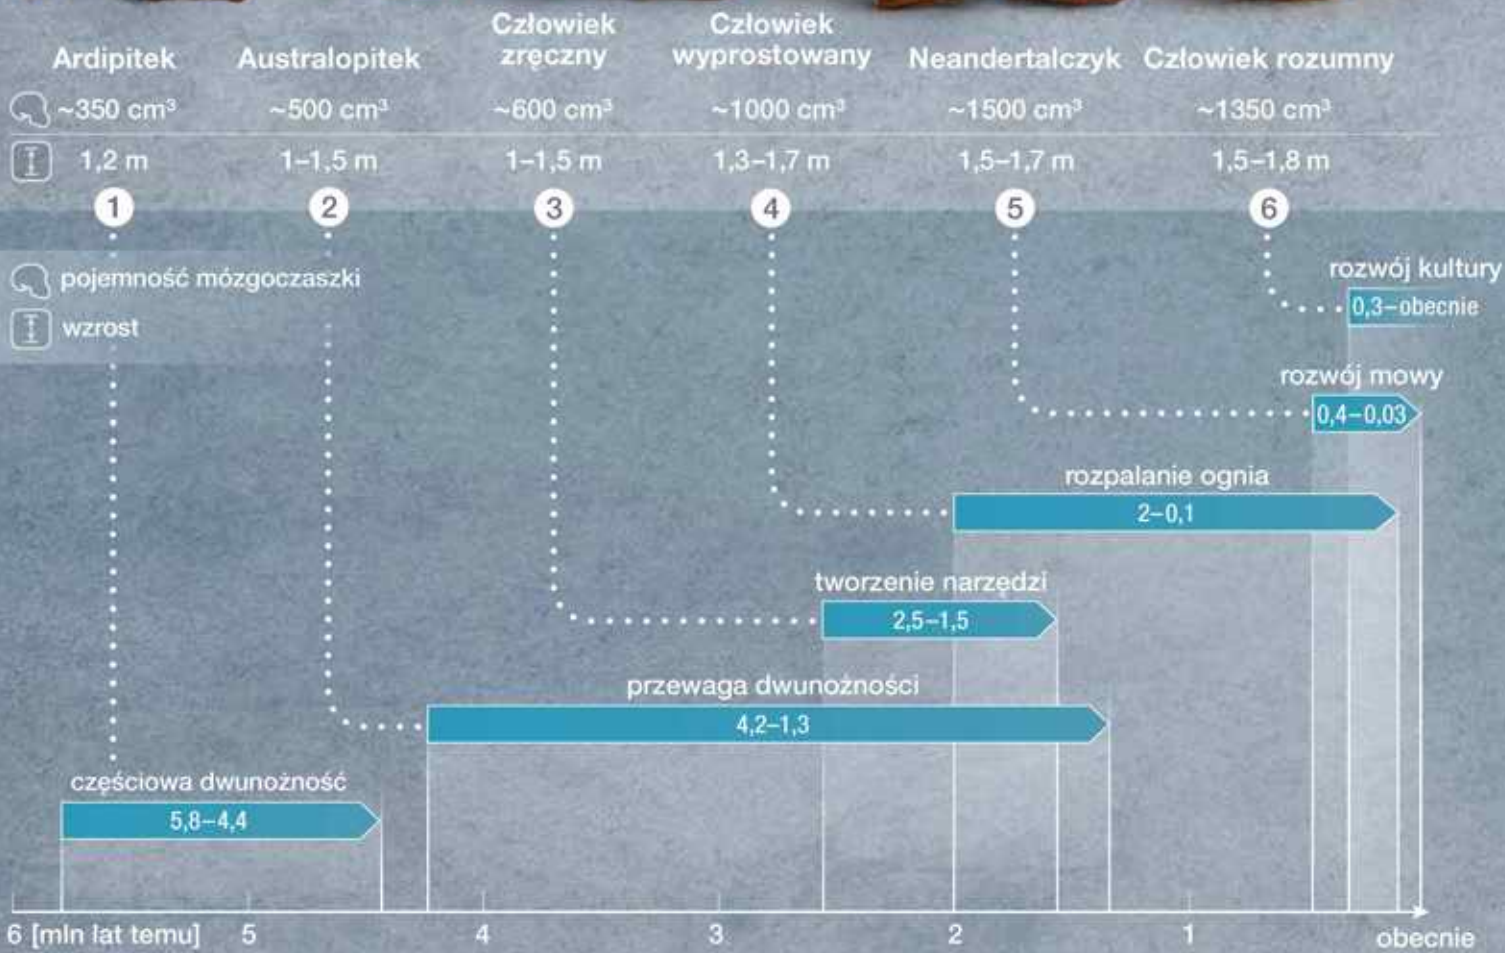 Ardipitek
Australopitek
Człowiek
zręczny
Człowiek
wyprostowany
Neandertalczyk
Człowiek rozumny
~350 cm³
~500 cm³
~600 cm³
~1000 cm³
~1500 cm³
~1350 cm³
1,2 m
1–1,5 m
1–1,5 m
1,3–1,7 m
1,5–1,7 m
1,5–1,8 m
1
2
3
4
5
6
pojemność mózgoczaszki
wzrost
rozwój kultury
0,3–obecnie
rozwój mowy
0,4–0,03
rozpalanie ognia
2–0,1
tworzenie narzędzi
2,5–1,5
przewaga dwunożności
4,2–1,3
częściowa dwunożność
5,8–4,4
6 [mln lat temu]
5
4
3
2
1
obecnie